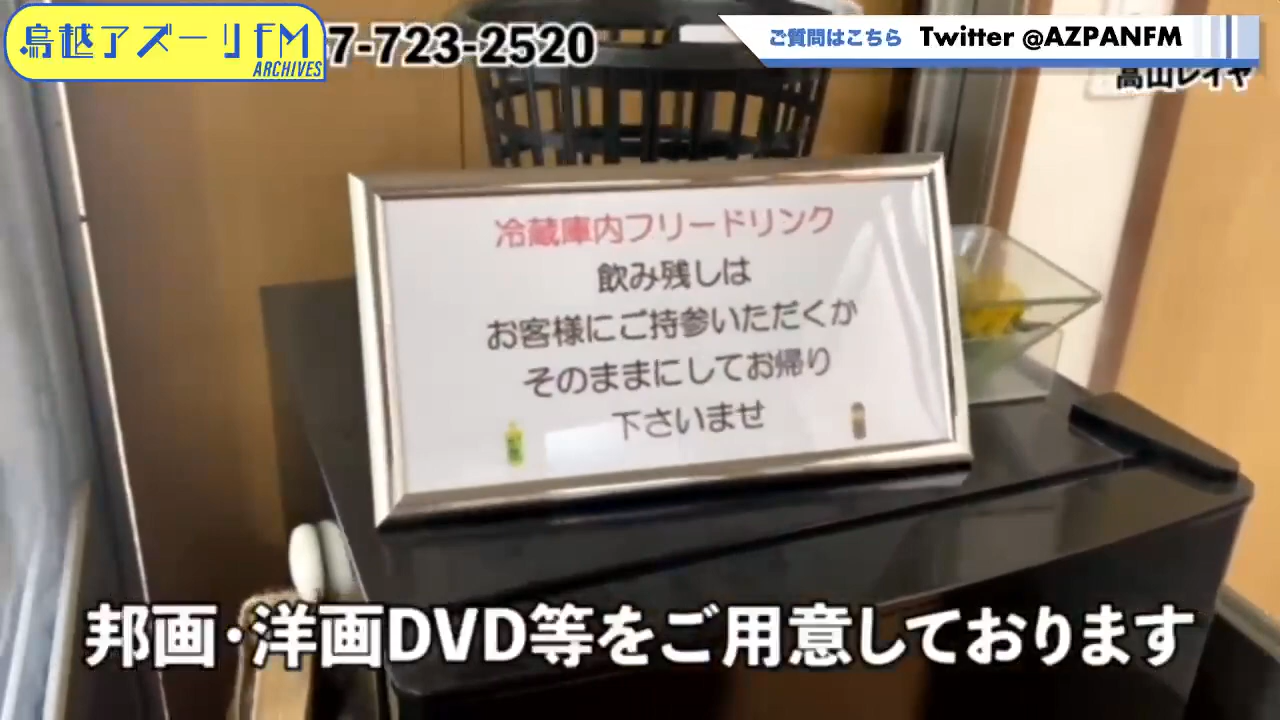 鳥越アズーリFM
ARCHIVES
7-723-2520
ご質問はこちら Twitter @AZPANFM
高山レイヤ
冷蔵庫内フリードリンク
飲み残しは
お客様にご持参いただくか
そのままにしてお帰り
下さいませ
邦画・洋画DVD等をご用意しております